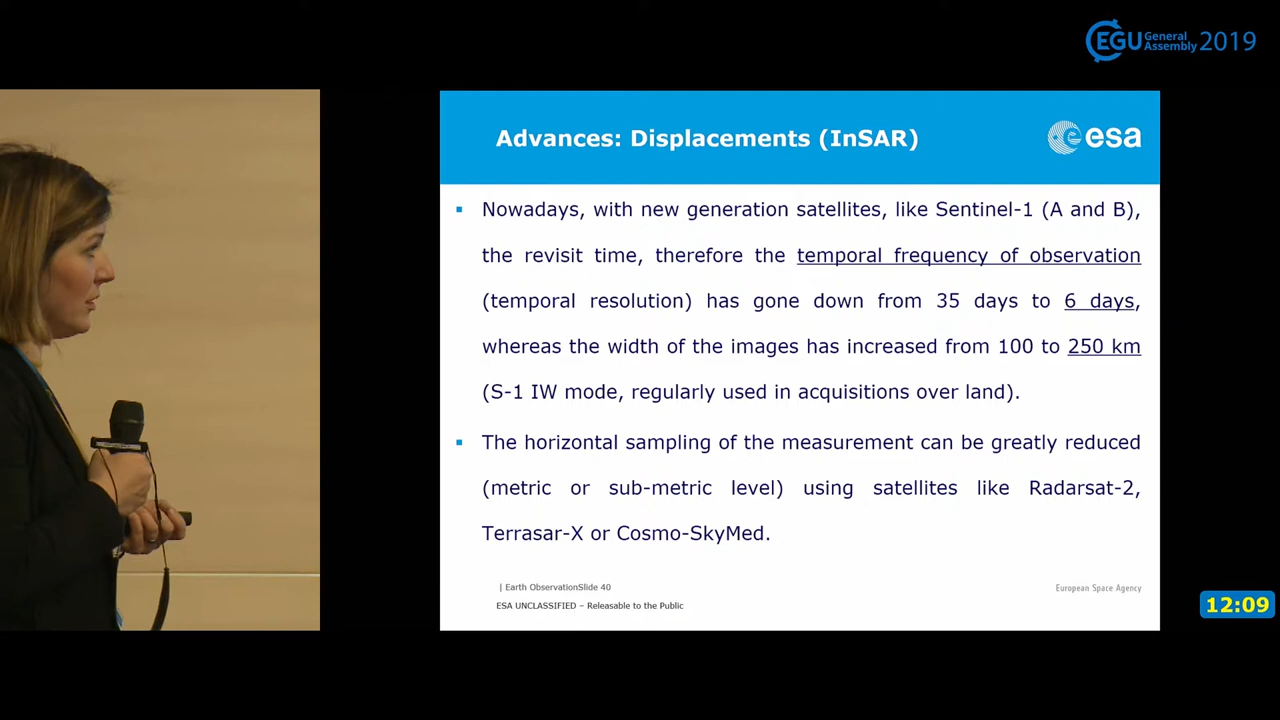 EGU General Assembly 2019
Advances: Displacements (InSAR)
esa
▪ Nowadays, with new generation satellites, like Sentinel-1 (A and B),
the revisit time, therefore the temporal frequency of observation
(temporal resolution) has gone down from 35 days to 6 days,
whereas the width of the images has increased from 100 to 250 km
(S-1 IW mode, regularly used in acquisitions over land).
▪ The horizontal sampling of the measurement can be greatly reduced
(metric or sub-metric level) using satellites like Radarsat-2,
Terrasar-X or Cosmo-SkyMed.
| Earth ObservationSlide 40
European Space Agency
ESA UNCLASSIFIED – Releasable to the Public
12:09